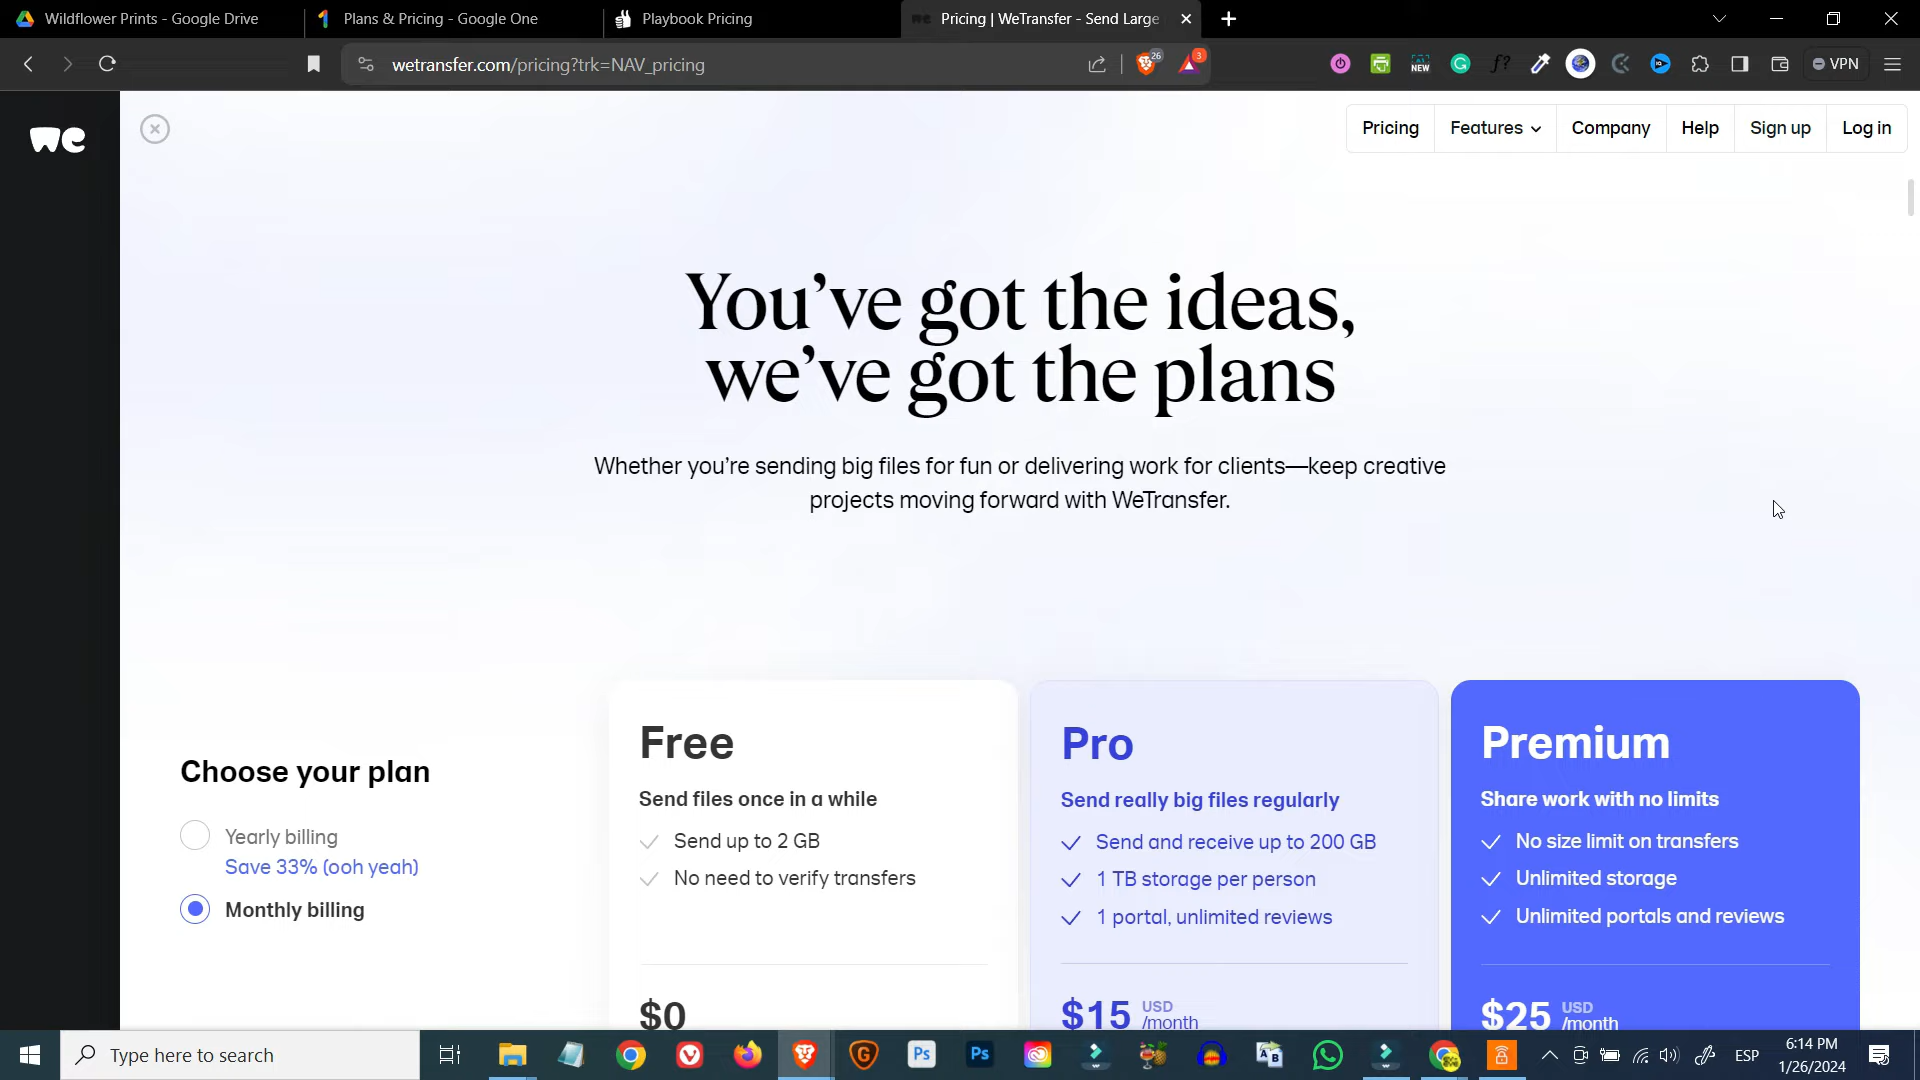 Wildflower Prints - Google Drive
Plans & Pricing - Google One
Playbook Pricing
Pricing | WeTransfer - Send Large
wetransfer.com/pricing?trk=NAV_pricing
26
3
NEW
f?
VPN
we
Pricing
Features
Company
Help
Sign up
Log in
You’ve got the ideas,
we’ve got the plans
Whether you’re sending big files for fun or delivering work for clients—keep creative
projects moving forward with WeTransfer.
Choose your plan
Yearly billing
Save 33% (ooh yeah)
Monthly billing
Free
Send files once in a while
Send up to 2 GB
No need to verify transfers
$0
Pro
Send really big files regularly
Send and receive up to 200 GB
1 TB storage per person
1 portal, unlimited reviews
$15 USD
/month
Premium
Share work with no limits
No size limit on transfers
Unlimited storage
Unlimited portals and reviews
$25 USD
/month
Type here to search
Ps
Ps
ESP
6:14 PM
1/26/2024